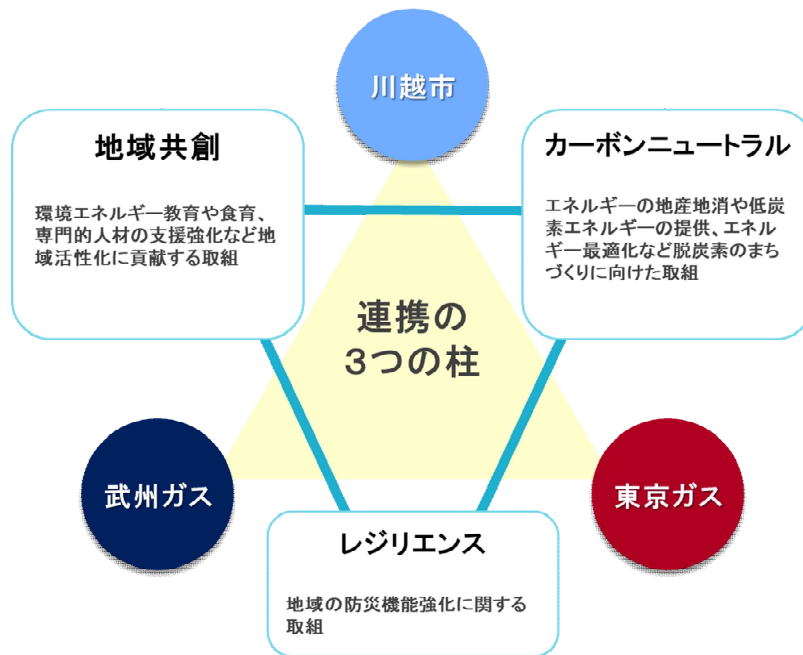 川越市
地域共創
環境エネルギー教育や食育、
専門的人材の支援強化など地
域活性化に貢献する取組
カーボンニュートラル
エネルギーの地産地消や低炭
素エネルギーの提供、エネル
ギー最適化など脱炭素のまち
づくりに向けた取組
連携の
3つの柱
武州ガス
東京ガス
レジリエンス
地域の防災機能強化に関する
取組